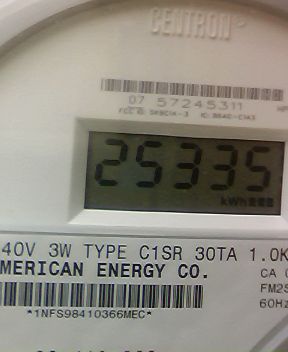 CENTRON
07 57245311
25335
kWh
40V 3W TYPE C1SR 30TA 1.0K
MERICAN ENERGY CO.
CA
FM2S
60Hz
*1NFS98410366MEC*